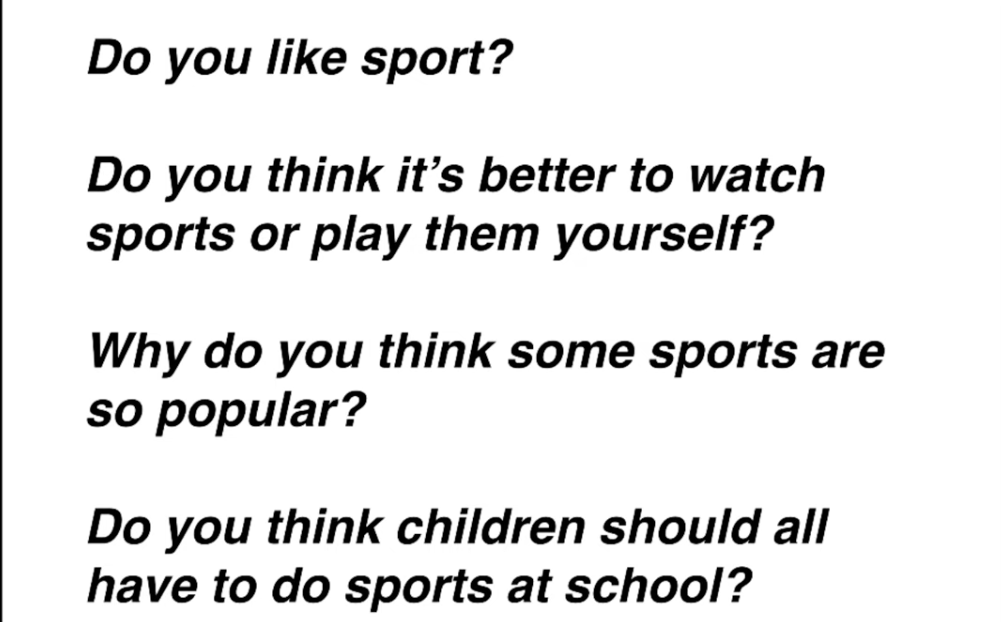 Do you like sport?
Do you think it’s better to watch
sports or play them yourself?
Why do you think some sports are
so popular?
Do you think children should all
have to do sports at school?